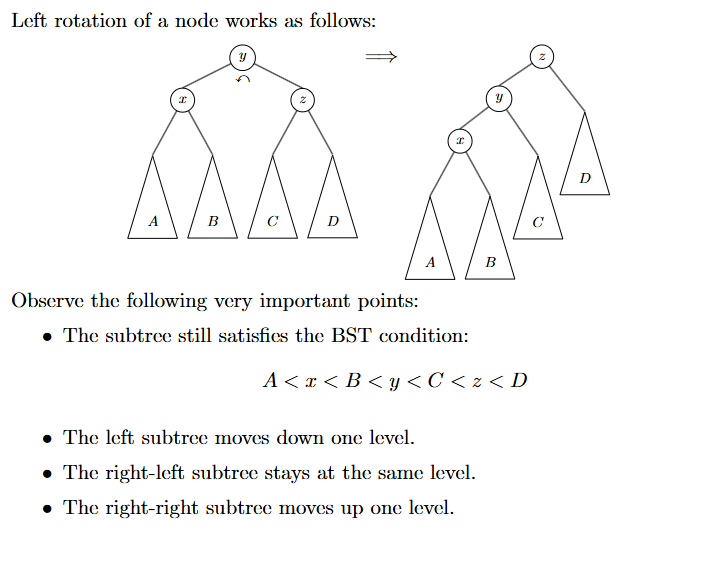 Left rotation of a node works as follows:
y ⟹ z
x z y
x
D
A B C D C
A B
Observe the following very important points:
• The subtree still satisfies the BST condition:
A < x < B < y < C < z < D
• The left subtree moves down one level.
• The right-left subtree stays at the same level.
• The right-right subtree moves up one level.